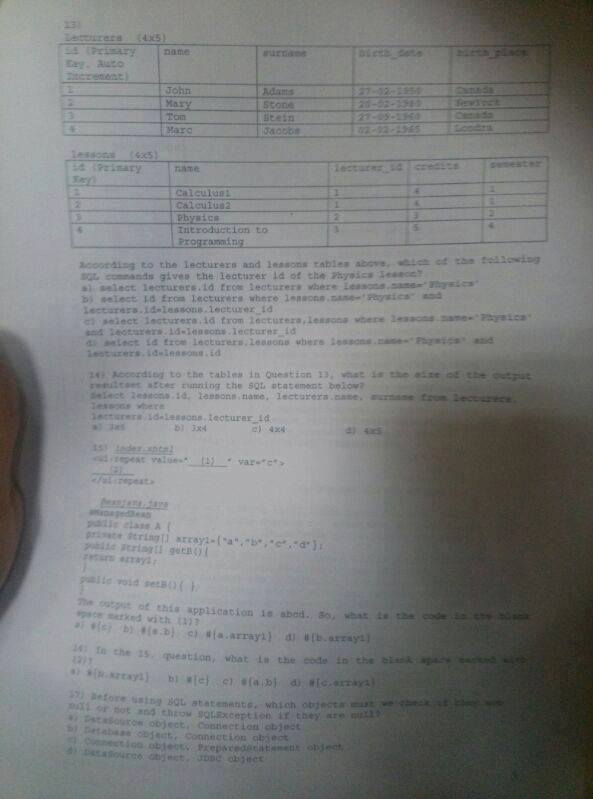 13)
Lecturers (4x5)
id (Primary Key, Auto Increment) name surname birth_date birth_place
1 John Adams 27-02-1950 Canada
2 Mary Stone 20-02-1980 NewYork
3 Tom Stein 27-09-1960 Canada
4 Marc Jacobs 02-02-1965 Londra
lessons (4x5)
id (Primary Key) name lecturer_id credits semester
1 Calculus1 1 4 1
2 Calculus2 1 4 1
3 Physics 2 3 2
4 Introduction to Programming 3 5 4
According to the lecturers and lessons tables above, which of the following
SQL commands gives the lecturer id of the Physics lesson?
a) select lecturers.id from lecturers where lessons.name='Physics'
b) select id from lecturers where lessons.name='Physics' and
lecturers.id=lessons.lecturer_id
c) select lecturers.id from lecturers,lessons where lessons.name='Physics'
and lecturers.id=lessons.lecturer_id
d) select id from lecturers,lessons where lessons.name='Physics' and
lecturers.id=lessons.id
14) According to the tables in Question 13, what is the size of the output
resultset after running the SQL statement below?
Select lessons.id, lessons.name, lecturers.name, surname from lecturers,
lessons where
lecturers.id=lessons.lecturer_id
a) 3x5 b) 3x4 c) 4x4 d) 4x5
15) index.xhtml
<ui:repeat value="__(1)__" var="c">
__(2)__
</ui:repeat>
Beanjava.java
@ManagedBean
public class A {
private String[] array1={"a","b","c","d"};
public String[] getB(){
return array1;
}
public void setB(){ }
}
The output of this application is abcd. So, what is the code in the blank
space marked with (1)?
a) #{c} b) #{a.b} c) #{a.array1} d) #{b.array1}
16) In the 15. question, what is the code in the blank space marked with
(2)?
a) #{b.array1} b) #{c} c) #{a.b} d) #{c.array1}
17) Before using SQL statements, which objects must we check if they are
null or not and throw SQLException if they are null?
a) DataSource object, Connection object
b) Database object, Connection object
c) Connection object, PreparedStatement object
d) DataSource object, JDBC object